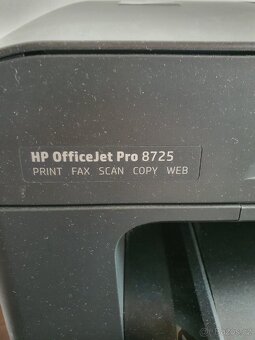 HP OfficeJet Pro 8725
PRINT FAX SCAN COPY WEB